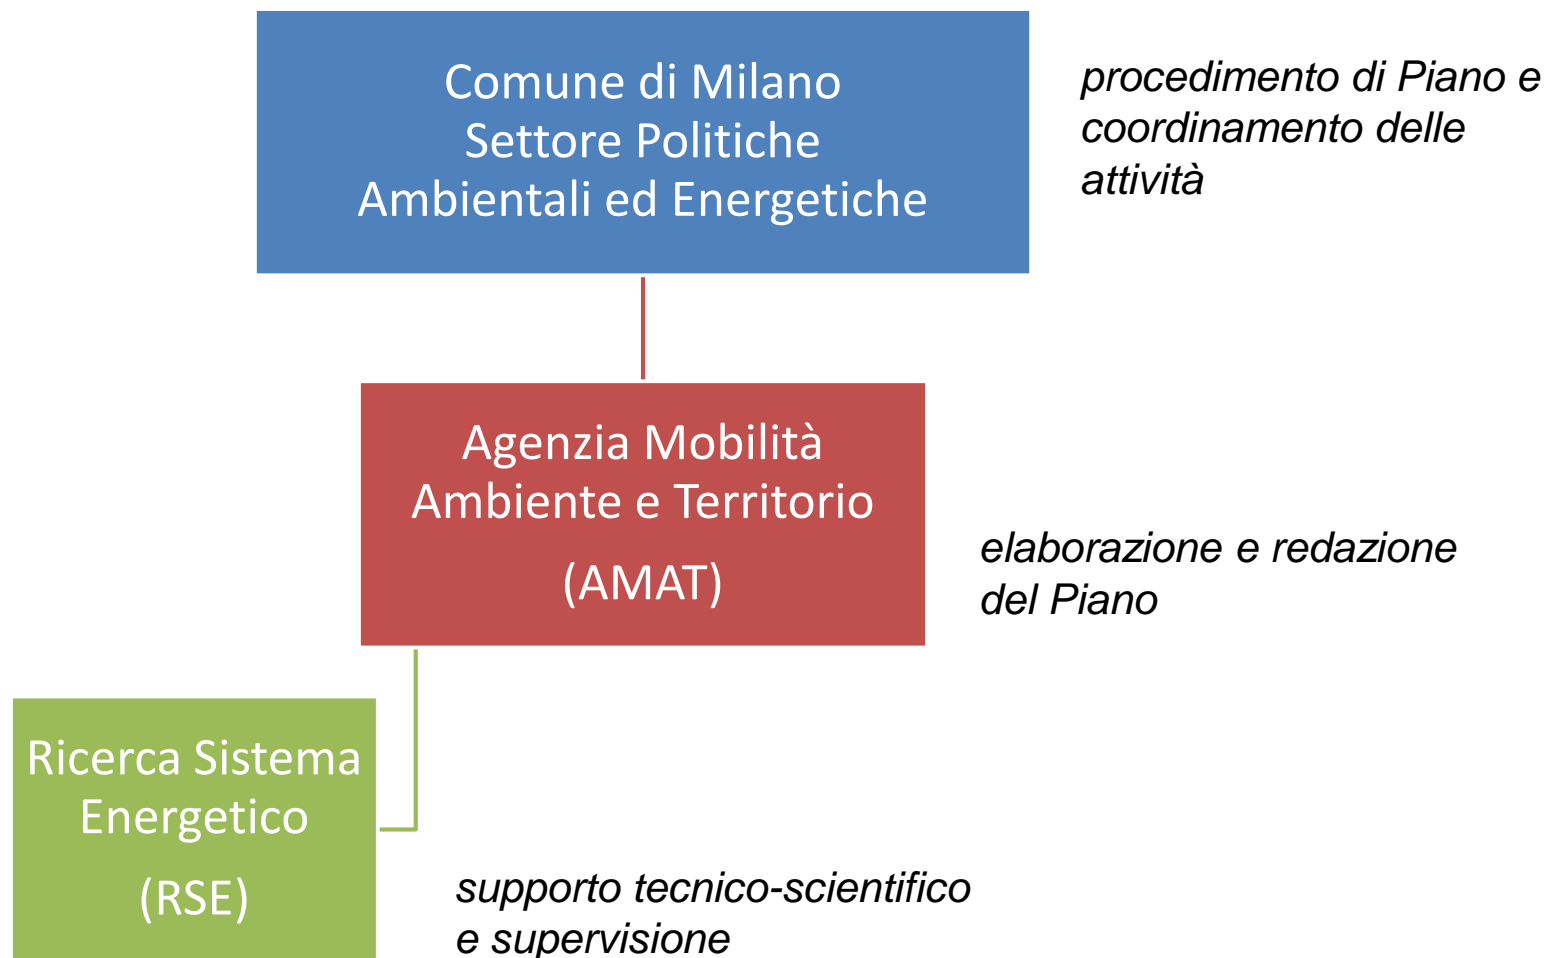 Comune di Milano
Settore Politiche
Ambientali ed Energetiche
procedimento di Piano e
coordinamento delle
attività
Agenzia Mobilità
Ambiente e Territorio
(AMAT)
elaborazione e redazione
del Piano
Ricerca Sistema
Energetico
(RSE)
supporto tecnico-scientifico
e supervisione